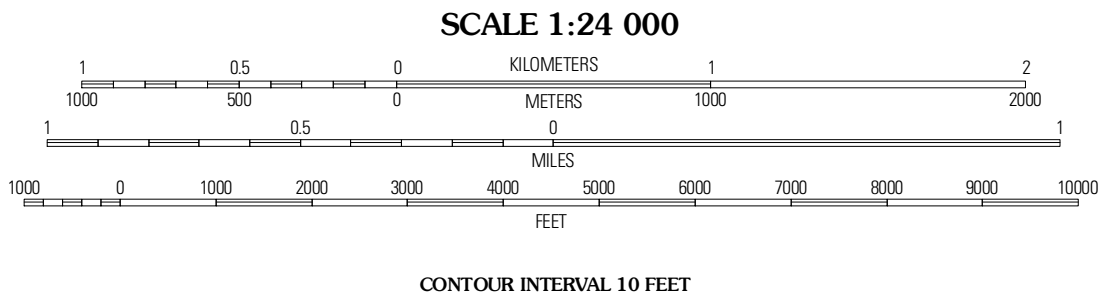 SCALE 1:24 000
1 0.5 0 KILOMETERS 1 2
1000 500 0 METERS 1000 2000
1 0.5 0 1
MILES
1000 0 1000 2000 3000 4000 5000 6000 7000 8000 9000 10000
FEET
CONTOUR INTERVAL 10 FEET